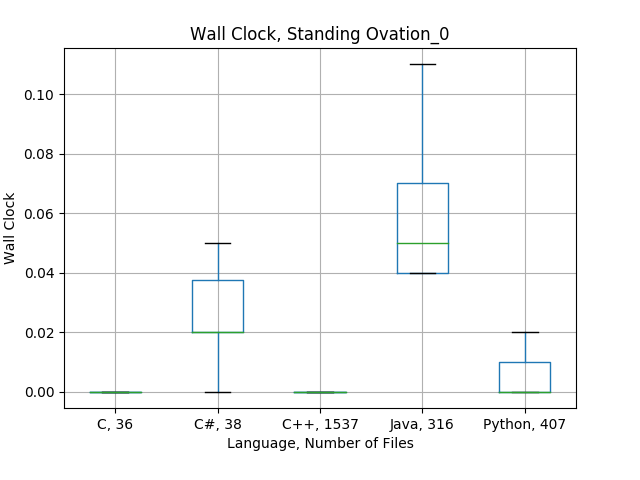 Wall Clock, Standing Ovation_0
Wall Clock
0.10
0.08
0.06
0.04
0.02
0.00
C, 36
C#, 38
C++, 1537
Java, 316
Python, 407
Language, Number of Files